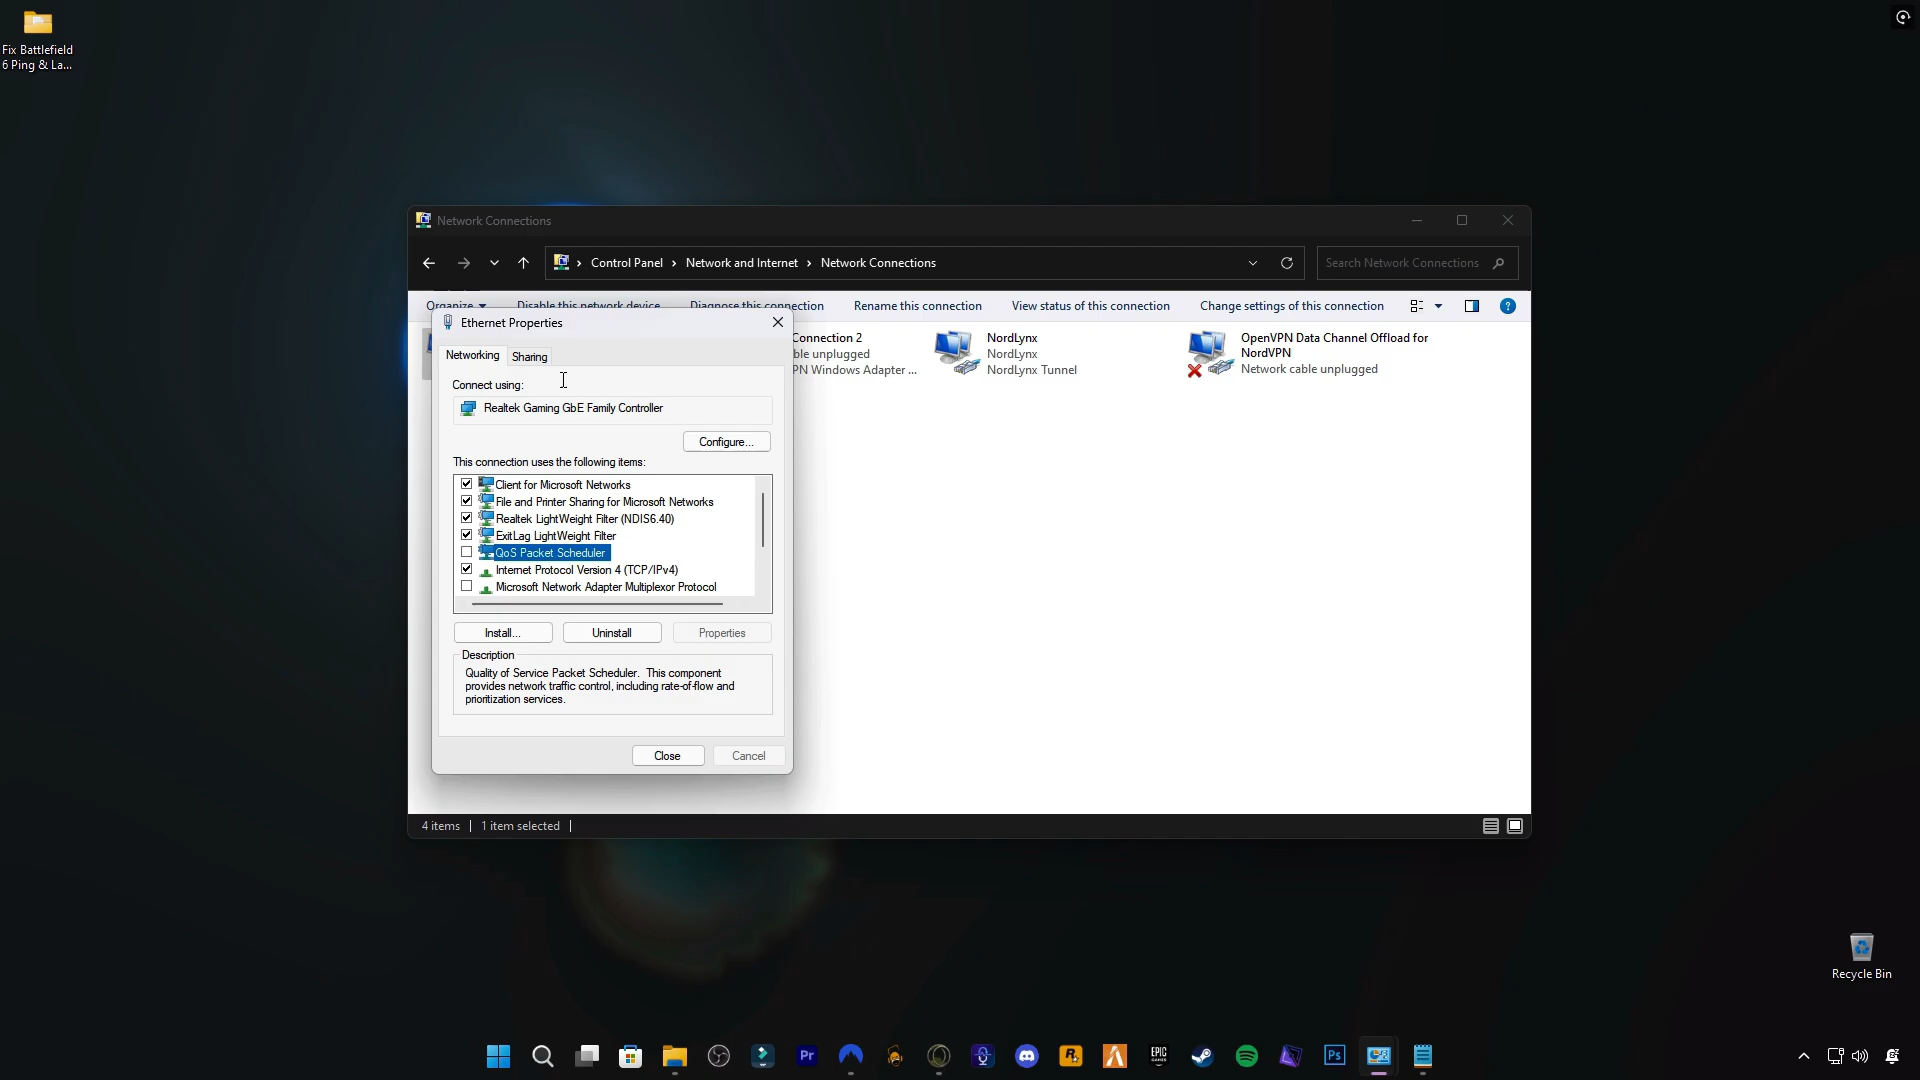 Fix Battlefield
6 Ping & La...
Network Connections
Control Panel > Network and Internet > Network Connections
Search Network Connections
Organize
Disable this network device
Diagnose this connection
Rename this connection
View status of this connection
Change settings of this connection
Ethernet Properties
Networking
Sharing
Connect using:
Realtek Gaming GbE Family Controller
Configure...
This connection uses the following items:
Client for Microsoft Networks
File and Printer Sharing for Microsoft Networks
Realtek LightWeight Filter (NDIS6.40)
ExitLag LightWeight Filter
QoS Packet Scheduler
Internet Protocol Version 4 (TCP/IPv4)
Microsoft Network Adapter Multiplexor Protocol
Install...
Uninstall
Properties
Description
Quality of Service Packet Scheduler. This component
provides network traffic control, including rate-of-flow and
prioritization services.
Close
Cancel
Connection 2
ble unplugged
PN Windows Adapter ...
NordLynx
NordLynx
NordLynx Tunnel
OpenVPN Data Channel Offload for
NordVPN
Network cable unplugged
4 items
1 item selected
Recycle Bin
Pr
EPIC
GAMES
Ps